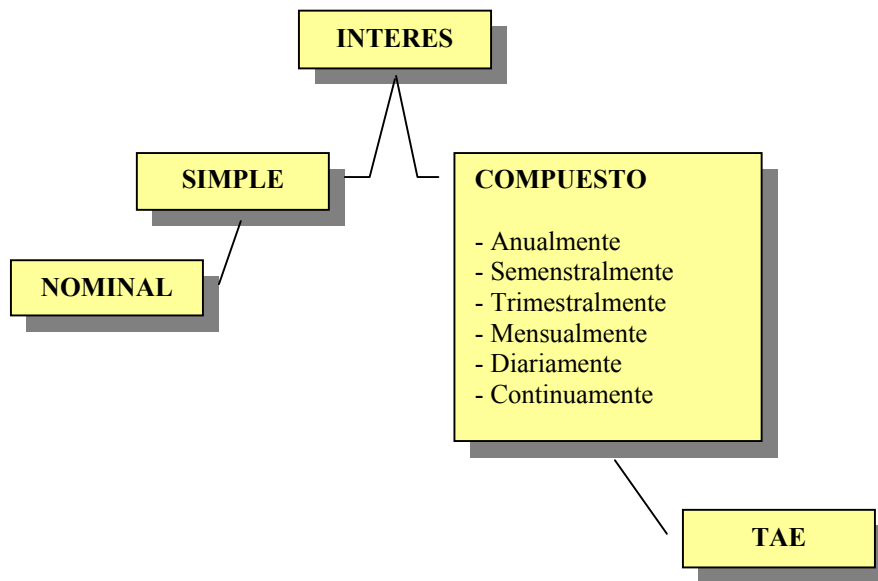 INTERES
SIMPLE
NOMINAL
COMPUESTO
- Anualmente
- Semenstralmente
- Trimestralmente
- Mensualmente
- Diariamente
- Continuamente
TAE